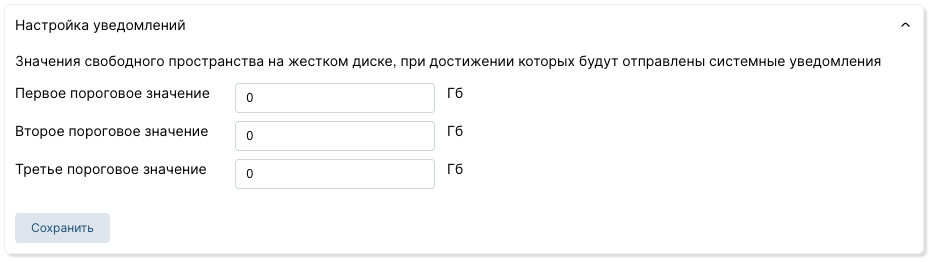 Настройка уведомлений
Значения свободного пространства на жестком диске, при достижении которых будут отправлены системные уведомления
Первое пороговое значение 0 Гб
Второе пороговое значение 0 Гб
Третье пороговое значение 0 Гб
Сохранить